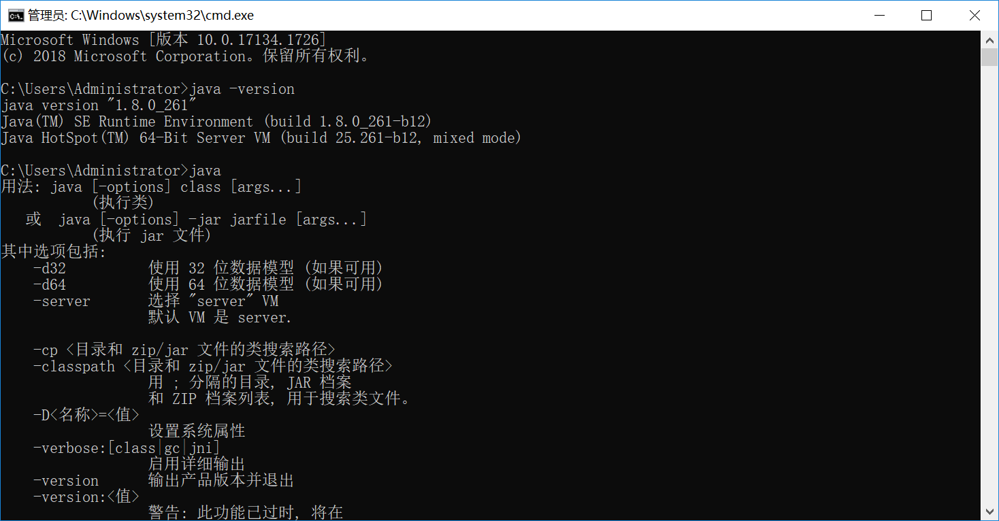 管理员: C:\Windows\system32\cmd.exe
Microsoft Windows [版本 10.0.17134.1726]
(c) 2018 Microsoft Corporation。保留所有权利。
C:\Users\Administrator>java -version
java version "1.8.0_261"
Java(TM) SE Runtime Environment (build 1.8.0_261-b12)
Java HotSpot(TM) 64-Bit Server VM (build 25.261-b12, mixed mode)
C:\Users\Administrator>java
用法: java [-options] class [args...]
(执行类)
或  java [-options] -jar jarfile [args...]
(执行 jar 文件)
其中选项包括:
-d32 使用 32 位数据模型 (如果可用)
-d64 使用 64 位数据模型 (如果可用)
-server 选择 "server" VM
默认 VM 是 server.
-cp <目录和 zip/jar 文件的类搜索路径>
-classpath <目录和 zip/jar 文件的类搜索路径>
用 ; 分隔的目录, JAR 档案
和 ZIP 档案列表, 用于搜索类文件。
-D<名称>=<值>
设置系统属性
-verbose:[class|gc|jni]
启用详细输出
-version 输出产品版本并退出
-version:<值>
警告: 此功能已过时, 将在